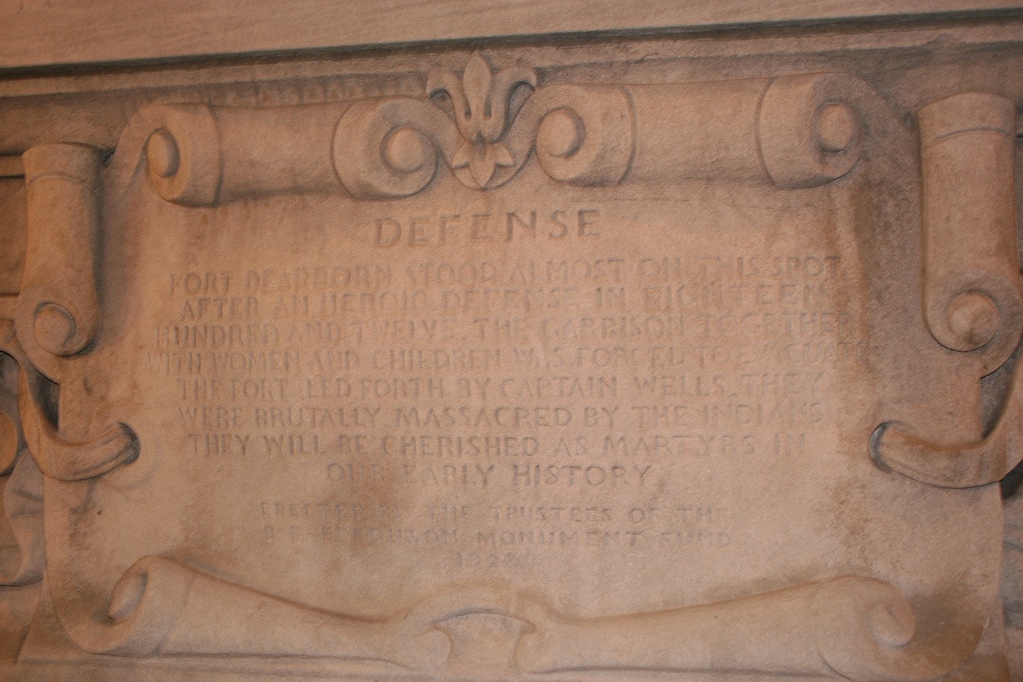 DEFENSE
FORT DEARBORN STOOD ALMOST ON THIS SPOT
AFTER AN HEROIC DEFENSE IN EIGHTEEN
HUNDRED AND TWELVE, THE GARRISON TOGETHER
WITH WOMEN AND CHILDREN WAS FORCED TO EVACUATE
THE FORT. LED FORTH BY CAPTAIN WELLS, THEY
WERE BRUTALLY MASSACRED BY THE INDIANS
THEY WILL BE CHERISHED AS MARTYRS IN
OUR EARLY HISTORY
ERECTED BY THE TRUSTEES OF THE
B. F. FERGUSON MONUMENT FUND
1928